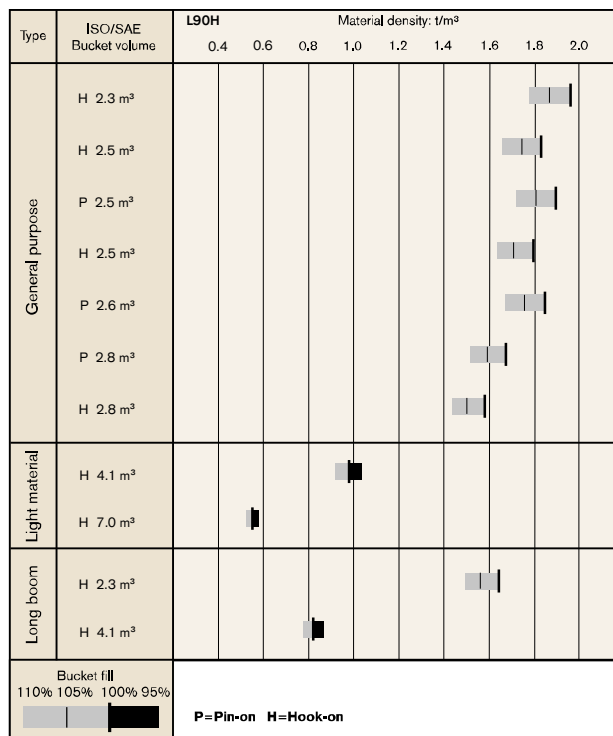 Type
ISO/SAE
Bucket volume
L90H
Material density: t/m³
0.4 0.6 0.8 1.0 1.2 1.4 1.6 1.8 2.0
General purpose
H 2.3 m³
H 2.5 m³
P 2.5 m³
H 2.5 m³
P 2.6 m³
P 2.8 m³
H 2.8 m³
Light material
H 4.1 m³
H 7.0 m³
Long boom
H 2.3 m³
H 4.1 m³
Bucket fill
110% 105% 100% 95%
P=Pin-on H=Hook-on